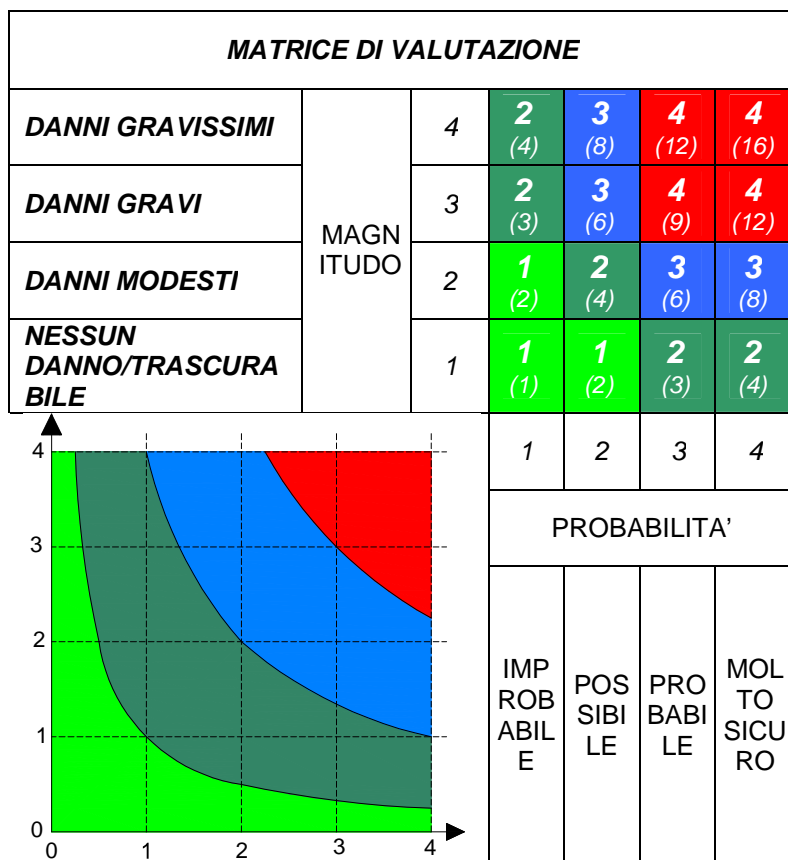 MATRICE DI VALUTAZIONE
DANNI GRAVISSIMI
4
2 3 4 4
(4) (8) (12) (16)
DANNI GRAVI
3
2 3 4 4
(3) (6) (9) (12)
MAGN
ITUDO
DANNI MODESTI
2
1 2 3 3
(2) (4) (6) (8)
NESSUN
DANNO/TRASCURA
BILE
1
1 1 2 2
(1) (2) (3) (4)
1 2 3 4
PROBABILITA’
IMP
ROB
ABIL
E
POS
SIBI
LE
PRO
BABI
LE
MOL
TO
SICU
RO
4
3
2
1
0
0 1 2 3 4